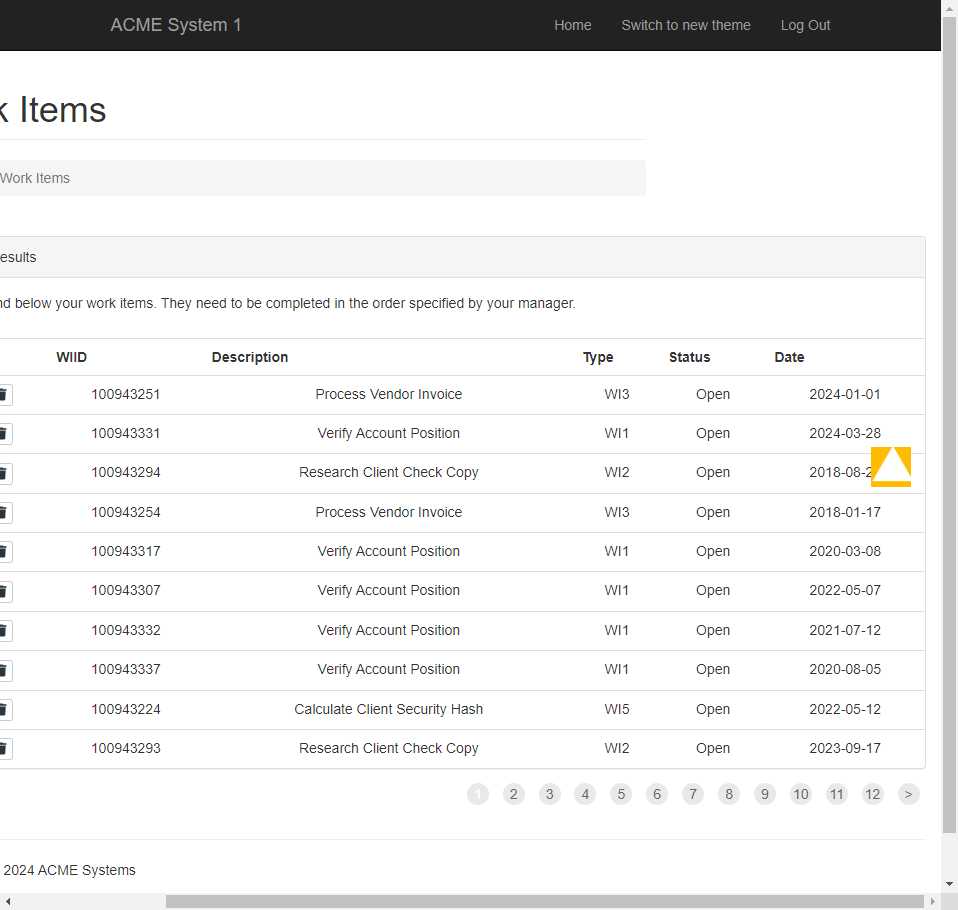 ACME System 1 Home Switch to new theme Log Out
k Items
Work Items
esults
nd below your work items. They need to be completed in the order specified by your manager.
WIID Description Type Status Date
100943251 Process Vendor Invoice WI3 Open 2024-01-01
100943331 Verify Account Position WI1 Open 2024-03-28
100943294 Research Client Check Copy WI2 Open 2018-08-2
100943254 Process Vendor Invoice WI3 Open 2018-01-17
100943317 Verify Account Position WI1 Open 2020-03-08
100943307 Verify Account Position WI1 Open 2022-05-07
100943332 Verify Account Position WI1 Open 2021-07-12
100943337 Verify Account Position WI1 Open 2020-08-05
100943224 Calculate Client Security Hash WI5 Open 2022-05-12
100943293 Research Client Check Copy WI2 Open 2023-09-17
1 2 3 4 5 6 7 8 9 10 11 12 >
2024 ACME Systems